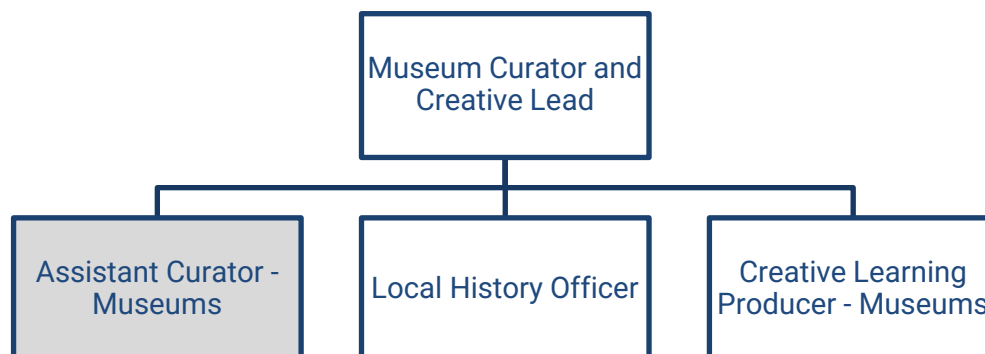 Museum Curator and
Creative Lead
Assistant Curator -
Museums
Local History Officer
Creative Learning
Producer - Museums